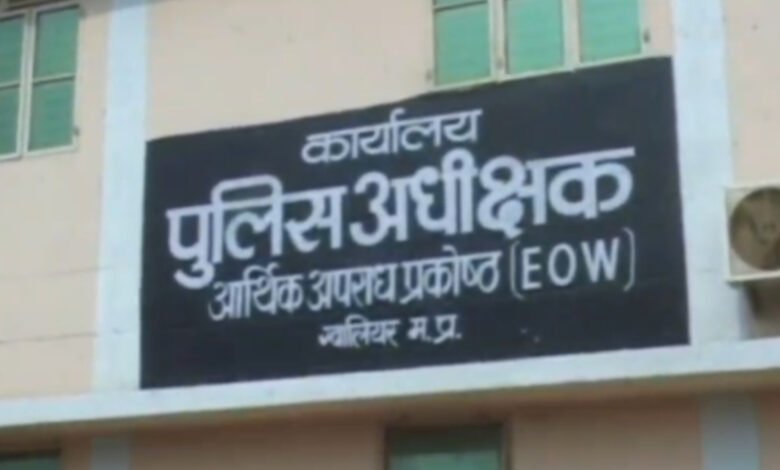 कार्यालय
पुलिस अधीक्षक
आर्थिक अपराध प्रकोष्ठ (EOW)
ग्वालियर म.प्र.